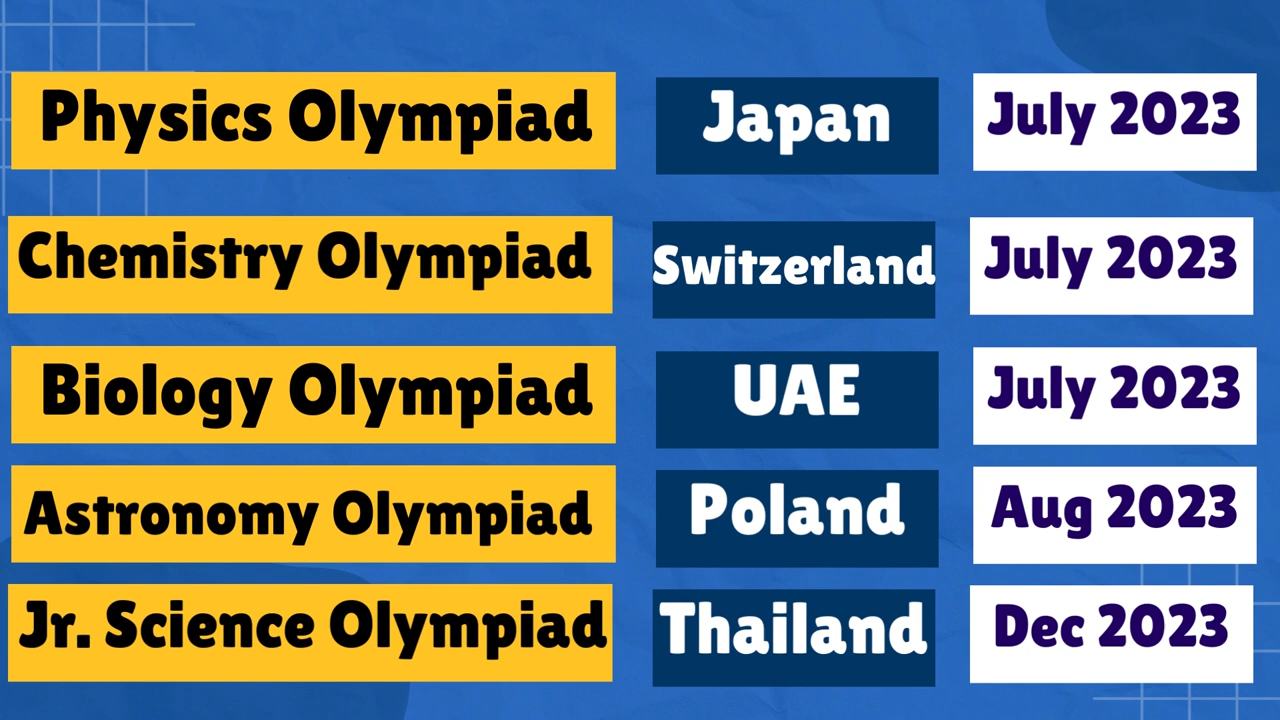 Physics Olympiad Japan July 2023
Chemistry Olympiad Switzerland July 2023
Biology Olympiad UAE July 2023
Astronomy Olympiad Poland Aug 2023
Jr. Science Olympiad Thailand Dec 2023